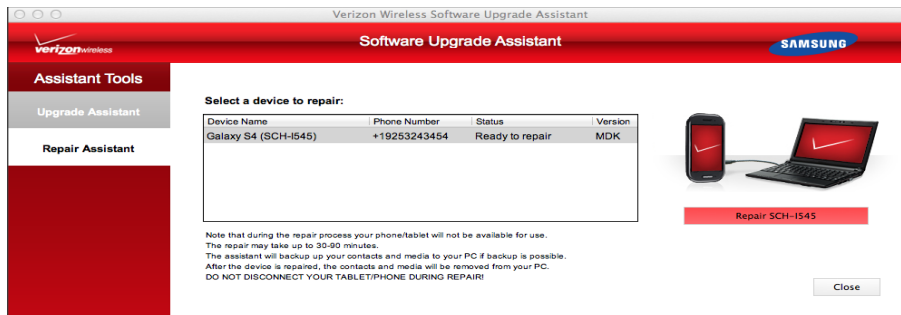 Verizon Wireless Software Upgrade Assistant
verizonwireless
Software Upgrade Assistant
SAMSUNG
Assistant Tools
Upgrade Assistant
Repair Assistant
Select a device to repair:
Device Name Phone Number Status Version
Galaxy S4 (SCH-I545) +19253243454 Ready to repair MDK
Repair SCH-I545
Note that during the repair process your phone/tablet will not be available for use.
The repair may take up to 30-90 minutes.
The assistant will backup up your contacts and media to your PC if backup is possible.
After the device is repaired, the contacts and media will be removed from your PC.
DO NOT DISCONNECT YOUR TABLET/PHONE DURING REPAIR!
Close